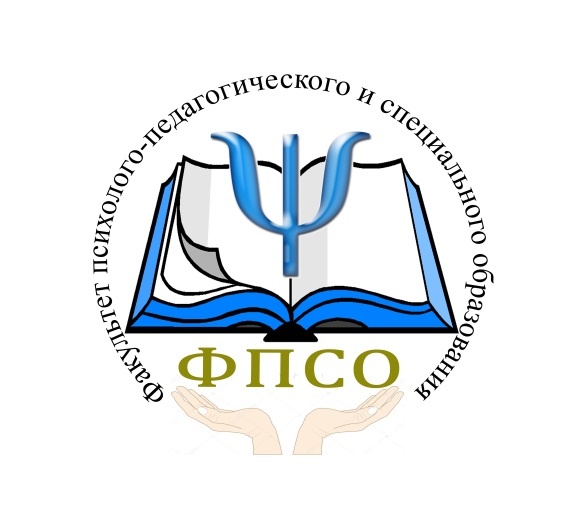 Факультет психолого-педагогического и специального образования
ФПСО